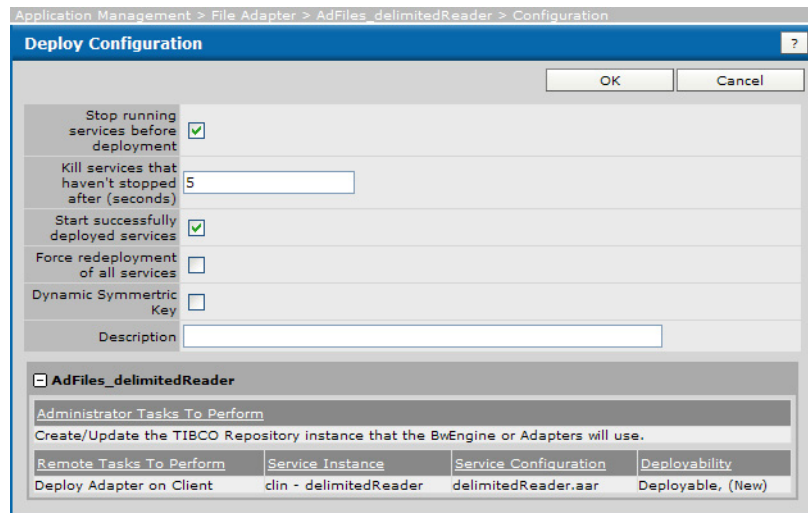 Application Management > File Adapter > AdFiles_delimitedReader > Configuration
Deploy Configuration
?
OK Cancel
Stop running
services before
deployment
Kill services that
haven't stopped
after (seconds)
5
Start successfully
deployed services
Force redeployment
of all services
Dynamic Symmertric
Key
Description
AdFiles_delimitedReader
Administrator Tasks To Perform
Create/Update the TIBCO Repository instance that the BwEngine or Adapters will use.
Remote Tasks To Perform Service Instance Service Configuration Deployability
Deploy Adapter on Client clin - delimitedReader delimitedReader.aar Deployable, (New)